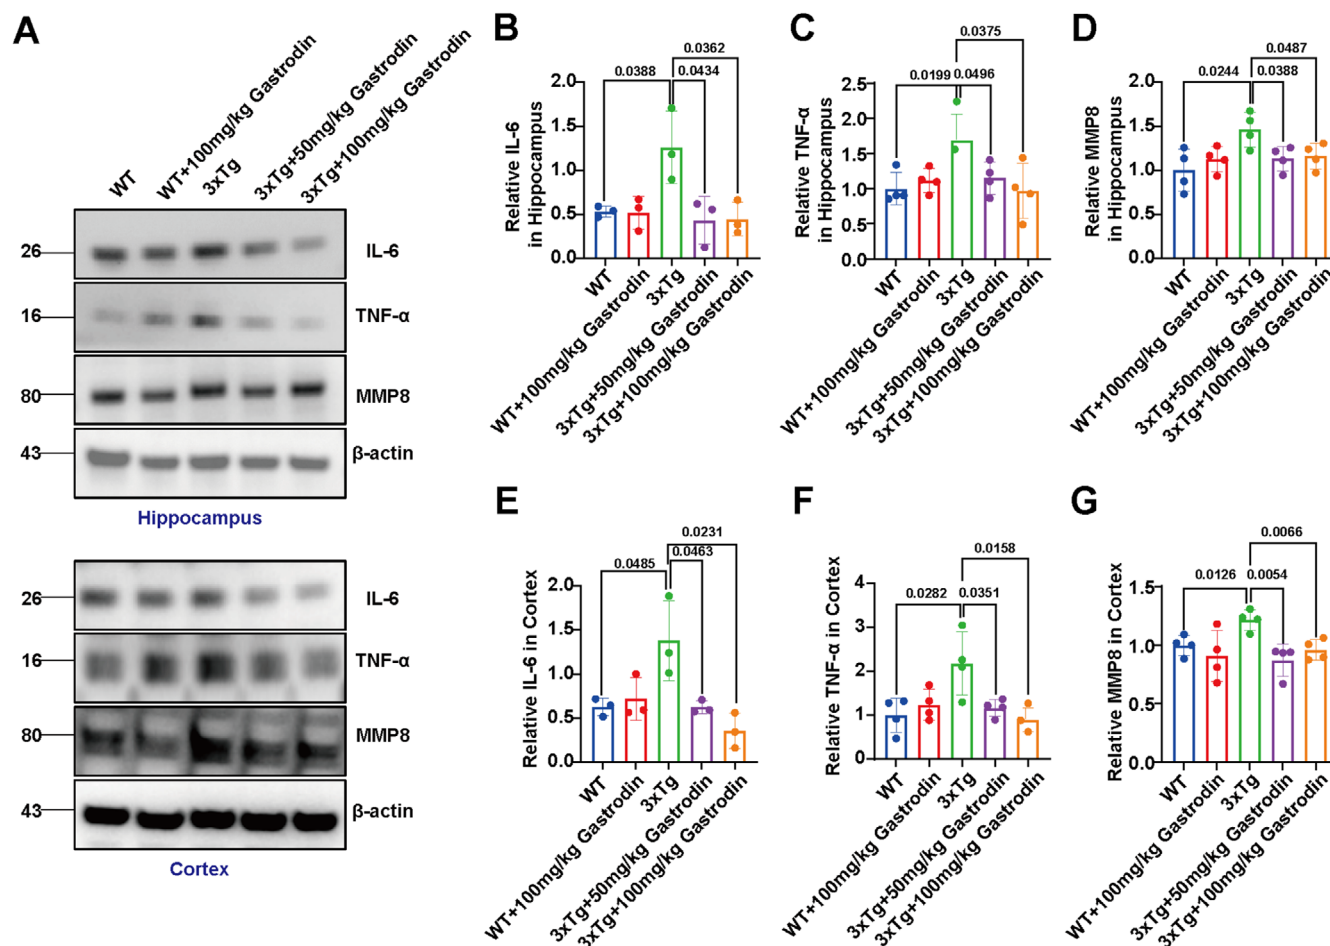 A
WT
WT+100mg/kg Gastrodin
3xTg
3xTg+50mg/kg Gastrodin
3xTg+100mg/kg Gastrodin
26
IL-6
16
TNF-α
80
MMP8
43
β-actin
Hippocampus
26
IL-6
16
TNF-α
80
MMP8
43
β-actin
Cortex
B
0.0362
0.0388
0.0434
Relative IL-6
in Hippocampus
2.0
1.5
1.0
0.5
0.0
WT
WT+100mg/kg Gastrodin
3xTg
3xTg+50mg/kg Gastrodin
3xTg+100mg/kg Gastrodin
C
0.0375
0.0199
0.0496
Relative TNF-α
in Hippocampus
2.5
2.0
1.5
1.0
0.5
0.0
WT
WT+100mg/kg Gastrodin
3xTg
3xTg+50mg/kg Gastrodin
3xTg+100mg/kg Gastrodin
D
0.0487
0.0244
0.0388
Relative MMP8
in Hippocampus
2.0
1.5
1.0
0.5
0.0
WT
WT+100mg/kg Gastrodin
3xTg
3xTg+50mg/kg Gastrodin
3xTg+100mg/kg Gastrodin
E
0.0231
0.0485
0.0463
Relative IL-6 in Cortex
2.0
1.5
1.0
0.5
0.0
WT
WT+100mg/kg Gastrodin
3xTg
3xTg+50mg/kg Gastrodin
3xTg+100mg/kg Gastrodin
F
0.0158
0.0282
0.0351
Relative TNF-α in Cortex
4
3
2
1
0
WT
WT+100mg/kg Gastrodin
3xTg
3xTg+50mg/kg Gastrodin
3xTg+100mg/kg Gastrodin
G
0.0066
0.0126
0.0054
Relative MMP8 in Cortex
1.5
1.0
0.5
0.0
WT
WT+100mg/kg Gastrodin
3xTg
3xTg+50mg/kg Gastrodin
3xTg+100mg/kg Gastrodin